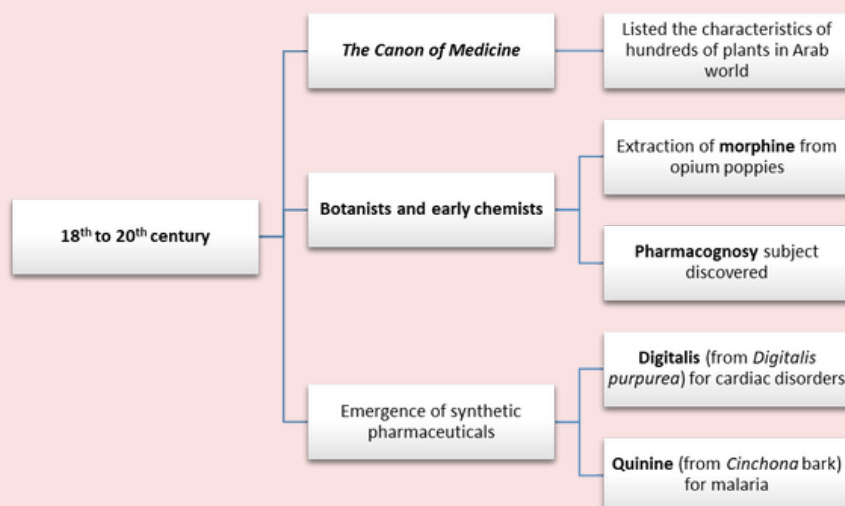 18th to 20th century
The Canon of Medicine
Listed the characteristics of
hundreds of plants in Arab
world
Botanists and early chemists
Extraction of morphine from
opium poppies
Pharmacognosy subject
discovered
Emergence of synthetic
pharmaceuticals
Digitalis (from Digitalis
purpurea) for cardiac disorders
Quinine (from Cinchona bark)
for malaria